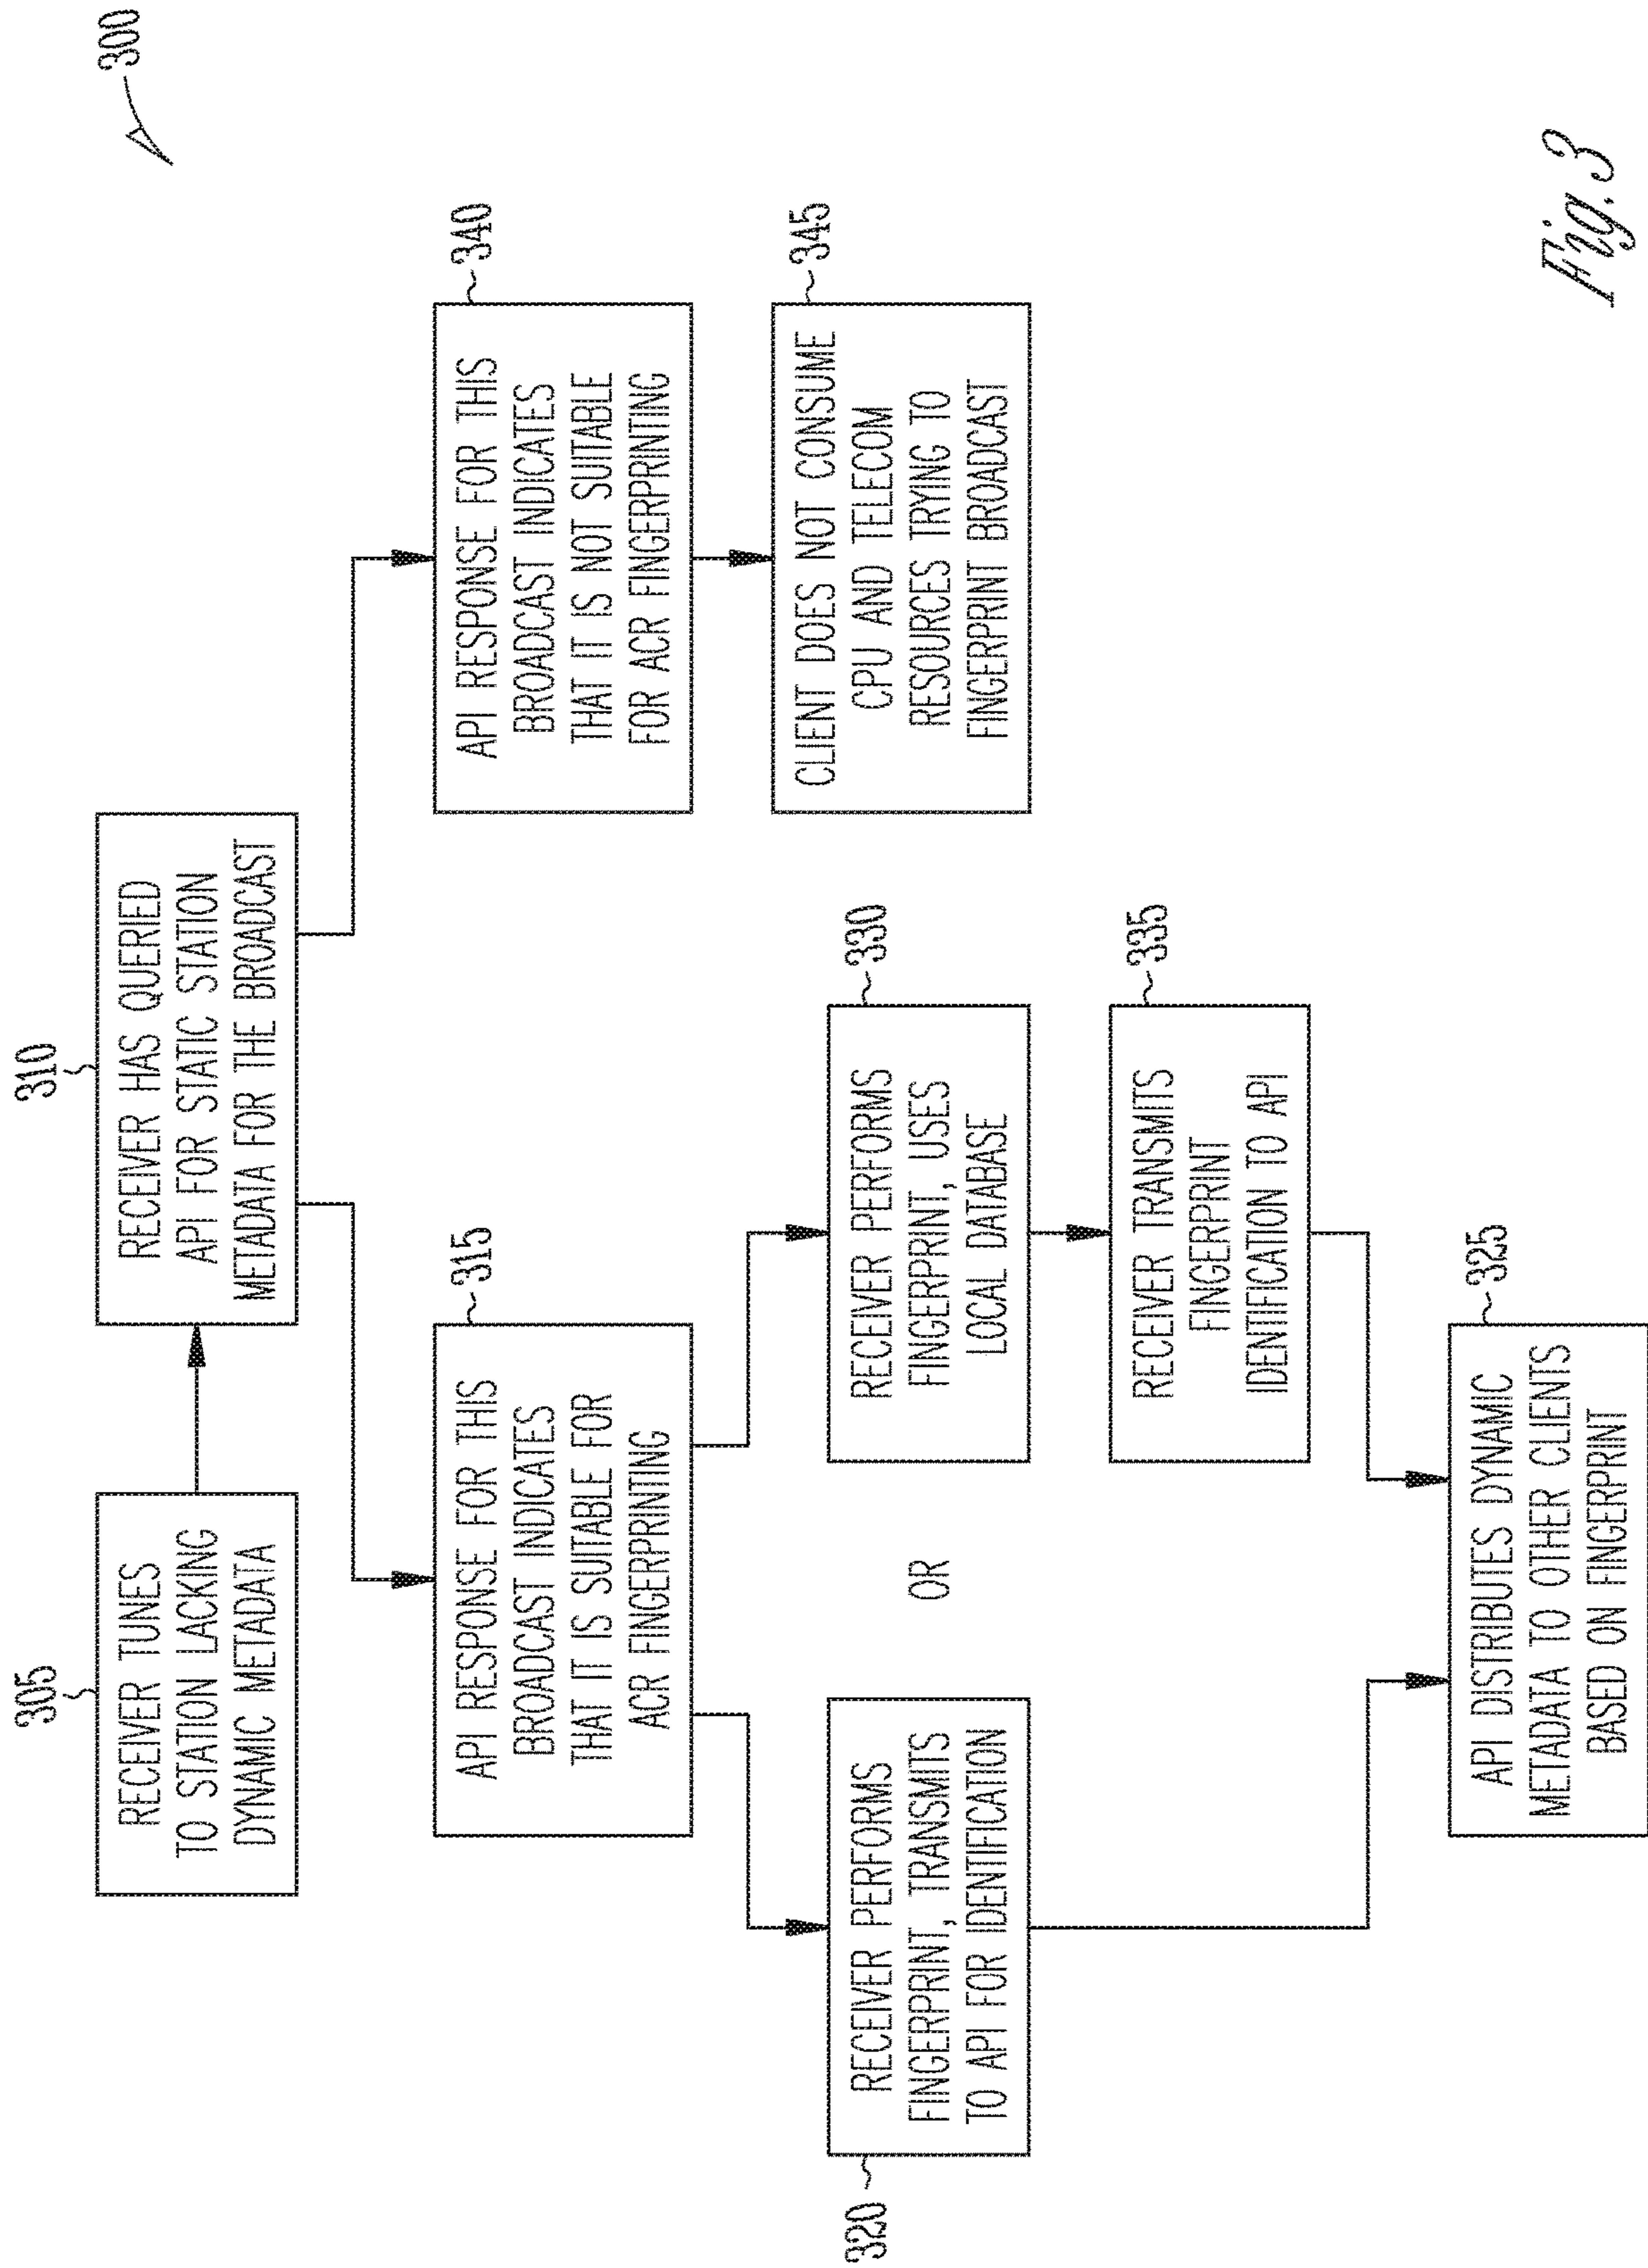 300
305
RECEIVER TUNES
TO STATION LACKING
DYNAMIC METADATA
310
RECEIVER HAS QUERIED
API FOR STATIC STATION
METADATA FOR THE BROADCAST
315
API RESPONSE FOR THIS
BROADCAST INDICATES
THAT IT IS SUITABLE FOR
ACR FINGERPRINTING
340
API RESPONSE FOR THIS
BROADCAST INDICATES
THAT IT IS NOT SUITABLE
FOR ACR FINGERPRINTING
320
RECEIVER PERFORMS
FINGERPRINT, TRANSMITS
TO API FOR IDENTIFICATION
OR
330
RECEIVER PERFORMS
FINGERPRINT, USES
LOCAL DATABASE
345
CLIENT DOES NOT CONSUME
CPU AND TELECOM
RESOURCES TRYING TO
FINGERPRINT BROADCAST
335
RECEIVER TRANSMITS
FINGERPRINT
IDENTIFICATION TO API
325
API DISTRIBUTES DYNAMIC
METADATA TO OTHER CLIENTS
BASED ON FINGERPRINT
Fig. 3